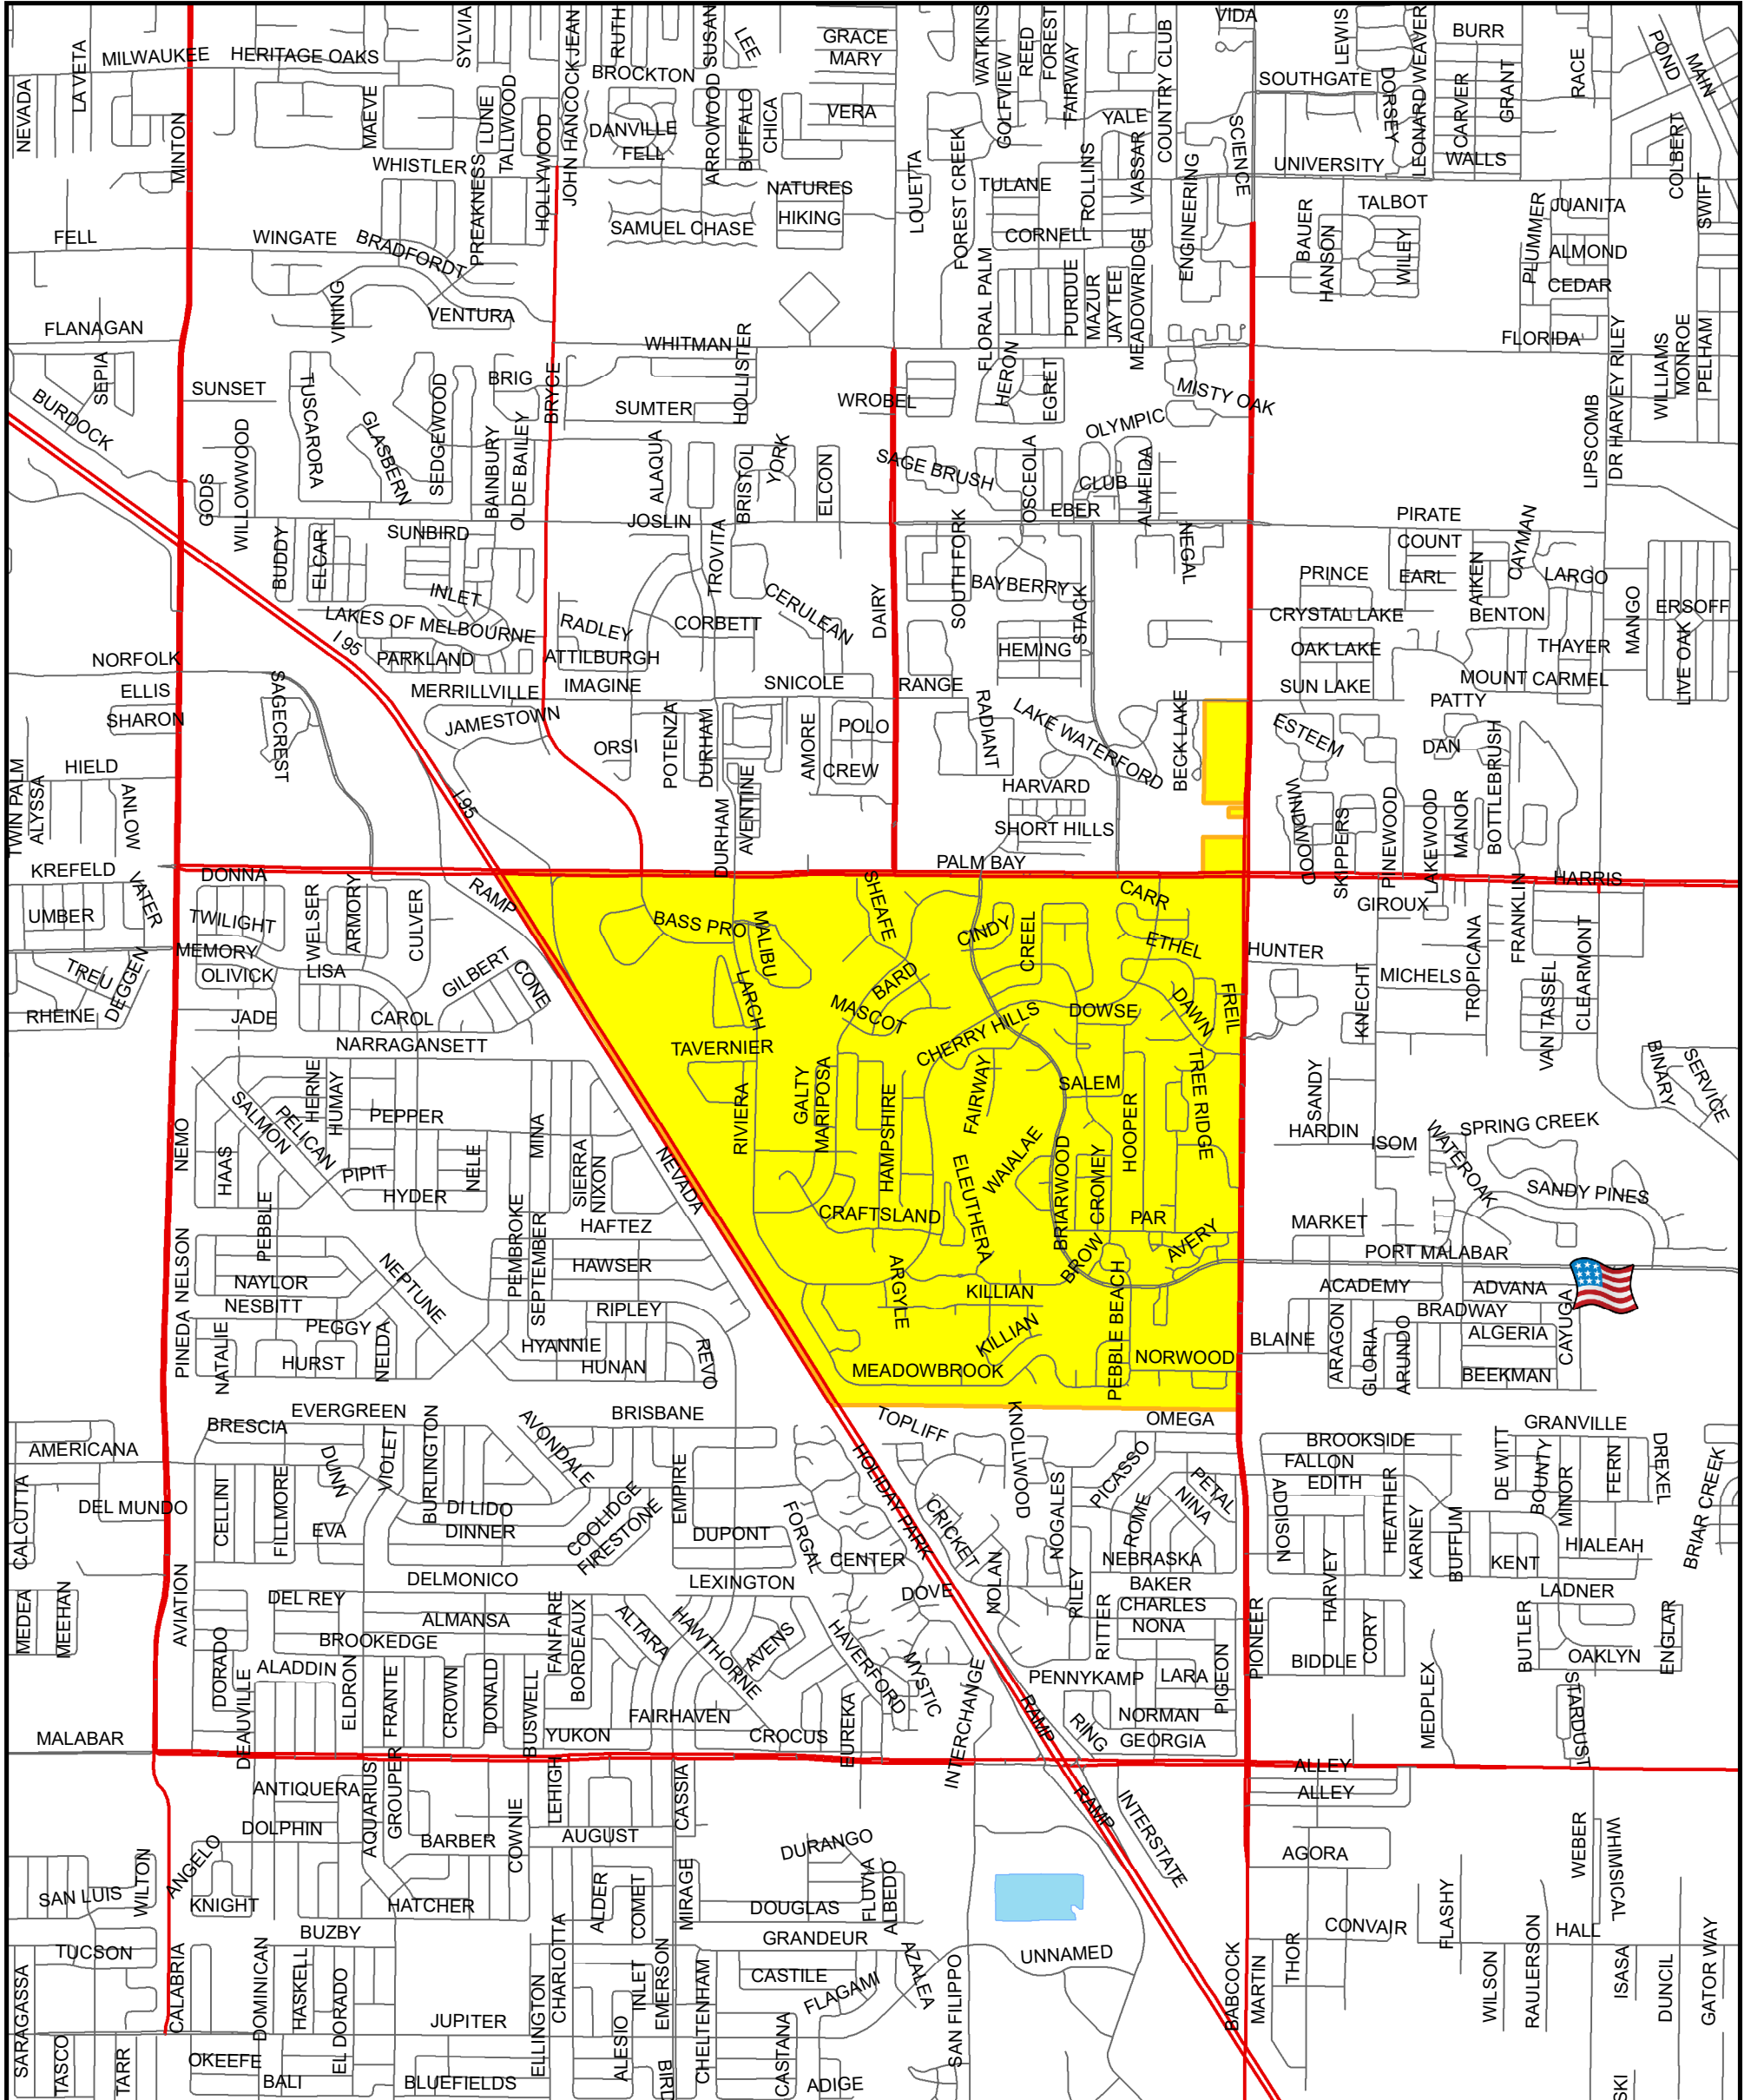 VIDA
SYLVIA
JEAN
RUTH
SUSAN
LEE
GRACE
MARY
WATKINS
REED
FOREST
COUNTRY CLUB
LEWIS
WEAVER
BURR
POND
MAIN
LA VETA
MILWAUKEE
HERITAGE OAKS
BROCKTON
GOLFVIEW
FAIRWAY
SOUTHGATE
DORSEY
LEONARD
CARVER
GRANT
RACE
NEVADA
MINTON
MAEVE
LUNE
TALLWOOD
HOLLYWOOD
JOHN HANCOCK
DANVILLE
FELL
ARROWOOD
BUFFALO
CHICA
VERA
YALE
SCIENCE
UNIVERSITY
WALLS
COLBERT
WHISTLER
PREAKNESS
NATURES
HIKING
SAMUEL CHASE
LOUETTA
FOREST CREEK
TULANE
ROLLINS
VASSAR
ENGINEERING
CORNELL
BAUER
HANSON
TALBOT
WILEY
PLUMMER
JUANITA
ALMOND
CEDAR
SWIFT
FELL
WINGATE
BRADFORDT
VINING
VENTURA
FLORAL PALM
PURDUE
MAZUR
JAY TEE
MEADOWRIDGE
FLANAGAN
WHITMAN
HOLLISTER
FLORIDA
DR HARVEY RILEY
WILLIAMS
MONROE
PELHAM
SEPIA
BURDOCK
SUNSET
TUSCARORA
GLASBERN
SEDGEWOOD
BRIG
BRYCE
SUMTER
WROBEL
HERON
EGRET
MISTY OAK
OLYMPIC
LIPSCOMB
GODS
WILLOWWOOD
BAINBURY
OLDE BAILEY
ALAQUA
BRISTOL
YORK
ELCON
SAGE BRUSH
OSCEOLA
CLUB
ALMEIDA
EBER
JOSLIN
BUDDY
ELCAR
SUNBIRD
INLET
TROVITA
CERULEAN
DAIRY
SOUTH FORK
BAYBERRY
STACK
NEGAL
PIRATE
COUNT
PRINCE
EARL
AIKEN
CAYMAN
LARGO
MANGO
ERSOFF
LAKES OF MELBOURNE
I 95
RADLEY
CORBETT
HEMING
CRYSTAL LAKE
BENTON
OAK LAKE
THAYER
LIVE OAK
NORFOLK
PARKLAND
ATTILBURGH
ELLIS
SAGECREST
MERRILLVILLE
IMAGINE
SNICOLE
RANGE
SUN LAKE
MOUNT CARMEL
PATTY
SHARON
JAMESTOWN
ORSI
POTENZA
DURHAM
AMORE
POLO
CREW
RADIANT
LAKE WATERFORD
BECK LAKE
ESTEEM
DAN
BOTTLEBRUSH
HIELD
TWIN PALM
ALYSSA
ANLOW
I-95
DURHAM
AVENTINE
HARVARD
SHORT HILLS
WINDWOOD
SKIPPERS
PINEWOOD
LAKEWOOD
MANOR
KREFELD
DONNA
PALM BAY
HARRIS
UMBER
VATER
TWILIGHT
WELSER
ARMORY
CULVER
RAMP
BASS PRO
MALIBU
SHEAFE
CINDY
CREEL
CARR
ETHEL
GIROUX
FRANKLIN
MEMORY
TREU
DEGGEN
OLIVICK
LISA
GILBERT
CONE
LARCH
BARD
MASCOT
HUNTER
MICHELS
KNECHT
TROPICANA
VAN TASSEL
CLEARMONT
RHEINE
JADE
CAROL
CHERRY HILLS
DOWSE
DAWN
FREIL
NARRAGANSETT
TAVERNIER
BINARY
SERVICE
SALMON
PELICAN
HERNE
HUMAY
PEPPER
MINA
RIVIERA
GALTY
MARIPOSA
HAMPSHIRE
FAIRWAY
SALEM
HOOPER
TREE RIDGE
SANDY
HARDIN
ISOM
SPRING CREEK
WATEROAK
NEMO
HAAS
PIPIT
NELE
HYDER
SIERRA
NIXON
NEVADA
ELEUTHERA
WAIALAE
BRIARWOOD
CROMEY
SANDY PINES
PEBBLE
PEMBROKE
SEPTEMBER
HAFTEZ
CRAFTSLAND
PAR
AVERY
MARKET
NELSON
NEPTUNE
HAWSER
ARGYLE
BROW
PORT MALABAR
NAYLOR
KILLIAN
PEBBLE BEACH
ACADEMY
ADVANA
NESBITT
RIPLEY
BRADWAY
PINEDA
NATALIE
PEGGY
NELDA
HURST
HYANNIE
HUNAN
REVO
KILLIAN
NORWOOD
BLAINE
ARAGON
GLORIA
ARUNDO
ALGERIA
BEEKMAN
CAYUGA
MEADOWBROOK
BRESCIA
EVERGREEN
BRISBANE
TOPLIFF
KNOLLWOOD
OMEGA
GRANVILLE
AMERICANA
DUNN
VIOLET
BURLINGTON
AVONDALE
EMPIRE
HOLIDAY PARK
PICASSO
PETAL
NINA
BROOKSIDE
FALLON
EDITH
DE WITT
BOUNTY
MINOR
FERN
DREXEL
BRIAR CREEK
CALCUTTA
DEL MUNDO
CELLINI
FILLMORE
EVA
DI LIDO
DINNER
COOLIDGE
FIRESTONE
DUPONT
FORGAL
CENTER
CRICKET
NOGALES
ROME
NEBRASKA
ADDISON
HEATHER
KARNEY
BUFFUM
KENT
HIALEAH
AVIATION
DEL REY
DELMONICO
LEXINGTON
DOVE
NOLAN
RILEY
BAKER
CHARLES
NONA
HARVEY
LADNER
MEDEA
MEEHAN
ALMANSA
BROOKEDGE
FANFARE
BORDEAUX
ALTARA
HAWTHORNE
AVENS
HAVERFORD
MYSTIC
RITTER
PIGEON
PIONEER
CORY
BIDDLE
BUTLER
OAKLYN
ENGLAR
DORADO
DEAUVILLE
ALADDIN
ELDRON
FRANTE
CROWN
DONALD
BUSWELL
FAIRHAVEN
EUREKA
INTERCHANGE
PENNYKAMP
LARA
RAMP
RING
NORMAN
GEORGIA
MEDPLEX
STARDUST
MALABAR
YUKON
CROCUS
ALLEY
ALLEY
ANTIQUERA
AQUARIUS
GROUPER
LEHIGH
CASSIA
RAMP
INTERSTATE
DOLPHIN
BARBER
COWNIE
AUGUST
DURANGO
AGORA
WEBER
WHIMSICAL
SAN LUIS
WILTON
ANGELO
KNIGHT
HATCHER
ALDER
COMET
MIRAGE
DOUGLAS
FLUVIA
ALBEDO
CONVAIR
FLASHY
HALL
TUCSON
BUZBY
GRANDEUR
UNNAMED
SARAGASSA
CALABRIA
DOMINICAN
HASKELL
EL DORADO
CHARLOTTA
ELLINGTON
INLET
EMERSON
CHELTENHAM
CASTILE
FLAGAMI
AZALEA
SAN FILIPPO
BABCOCK
MARTIN
THOR
WILSON
RAULERSON
ISASA
DUNCIL
GATOR WAY
JUPITER
TASCO
TARR
OKEEFE
BALI
BLUEFIELDS
ALESIO
BIRD
CASTANA
ADIGE
SKI